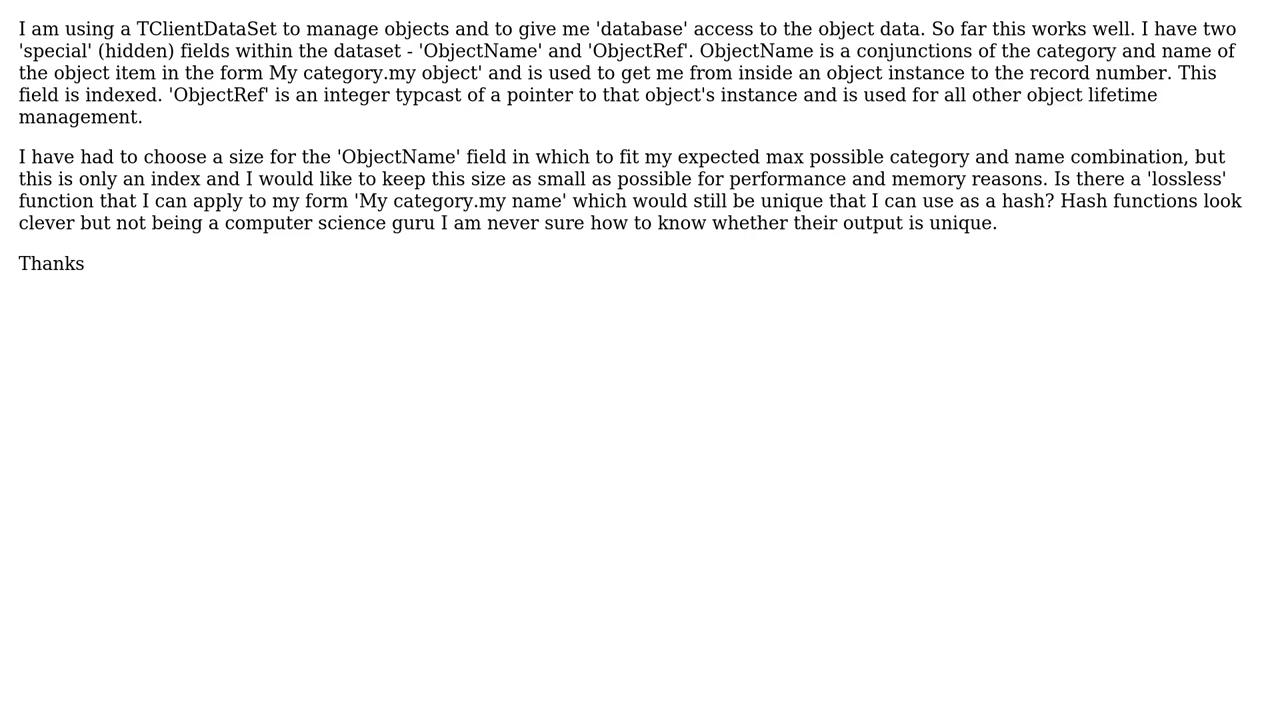 I am using a TClientDataSet to manage objects and to give me 'database' access to the object data. So far this works well. I have two
'special' (hidden) fields within the dataset - 'ObjectName' and 'ObjectRef'. ObjectName is a conjunctions of the category and name of
the object item in the form My category.my object' and is used to get me from inside an object instance to the record number. This
field is indexed. 'ObjectRef' is an integer typcast of a pointer to that object's instance and is used for all other object lifetime
management.
I have had to choose a size for the 'ObjectName' field in which to fit my expected max possible category and name combination, but
this is only an index and I would like to keep this size as small as possible for performance and memory reasons. Is there a 'lossless'
function that I can apply to my form 'My category.my name' which would still be unique that I can use as a hash? Hash functions look
clever but not being a computer science guru I am never sure how to know whether their output is unique.
Thanks